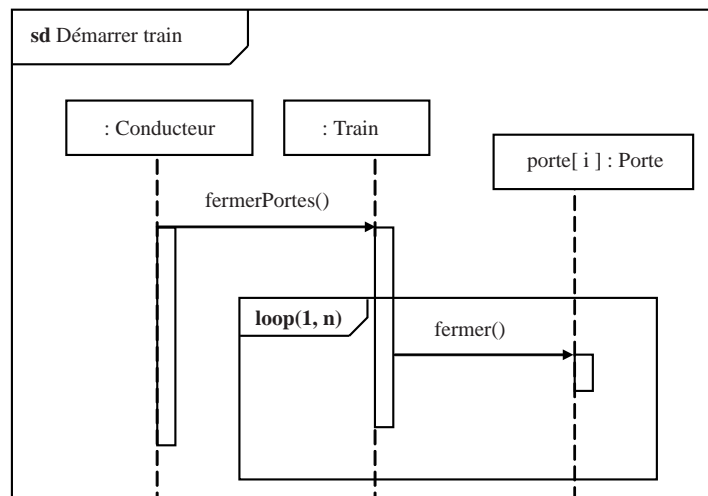 sd Démarrer train
: Conducteur
: Train
porte[ i ] : Porte
fermerPortes()
loop(1, n)
fermer()